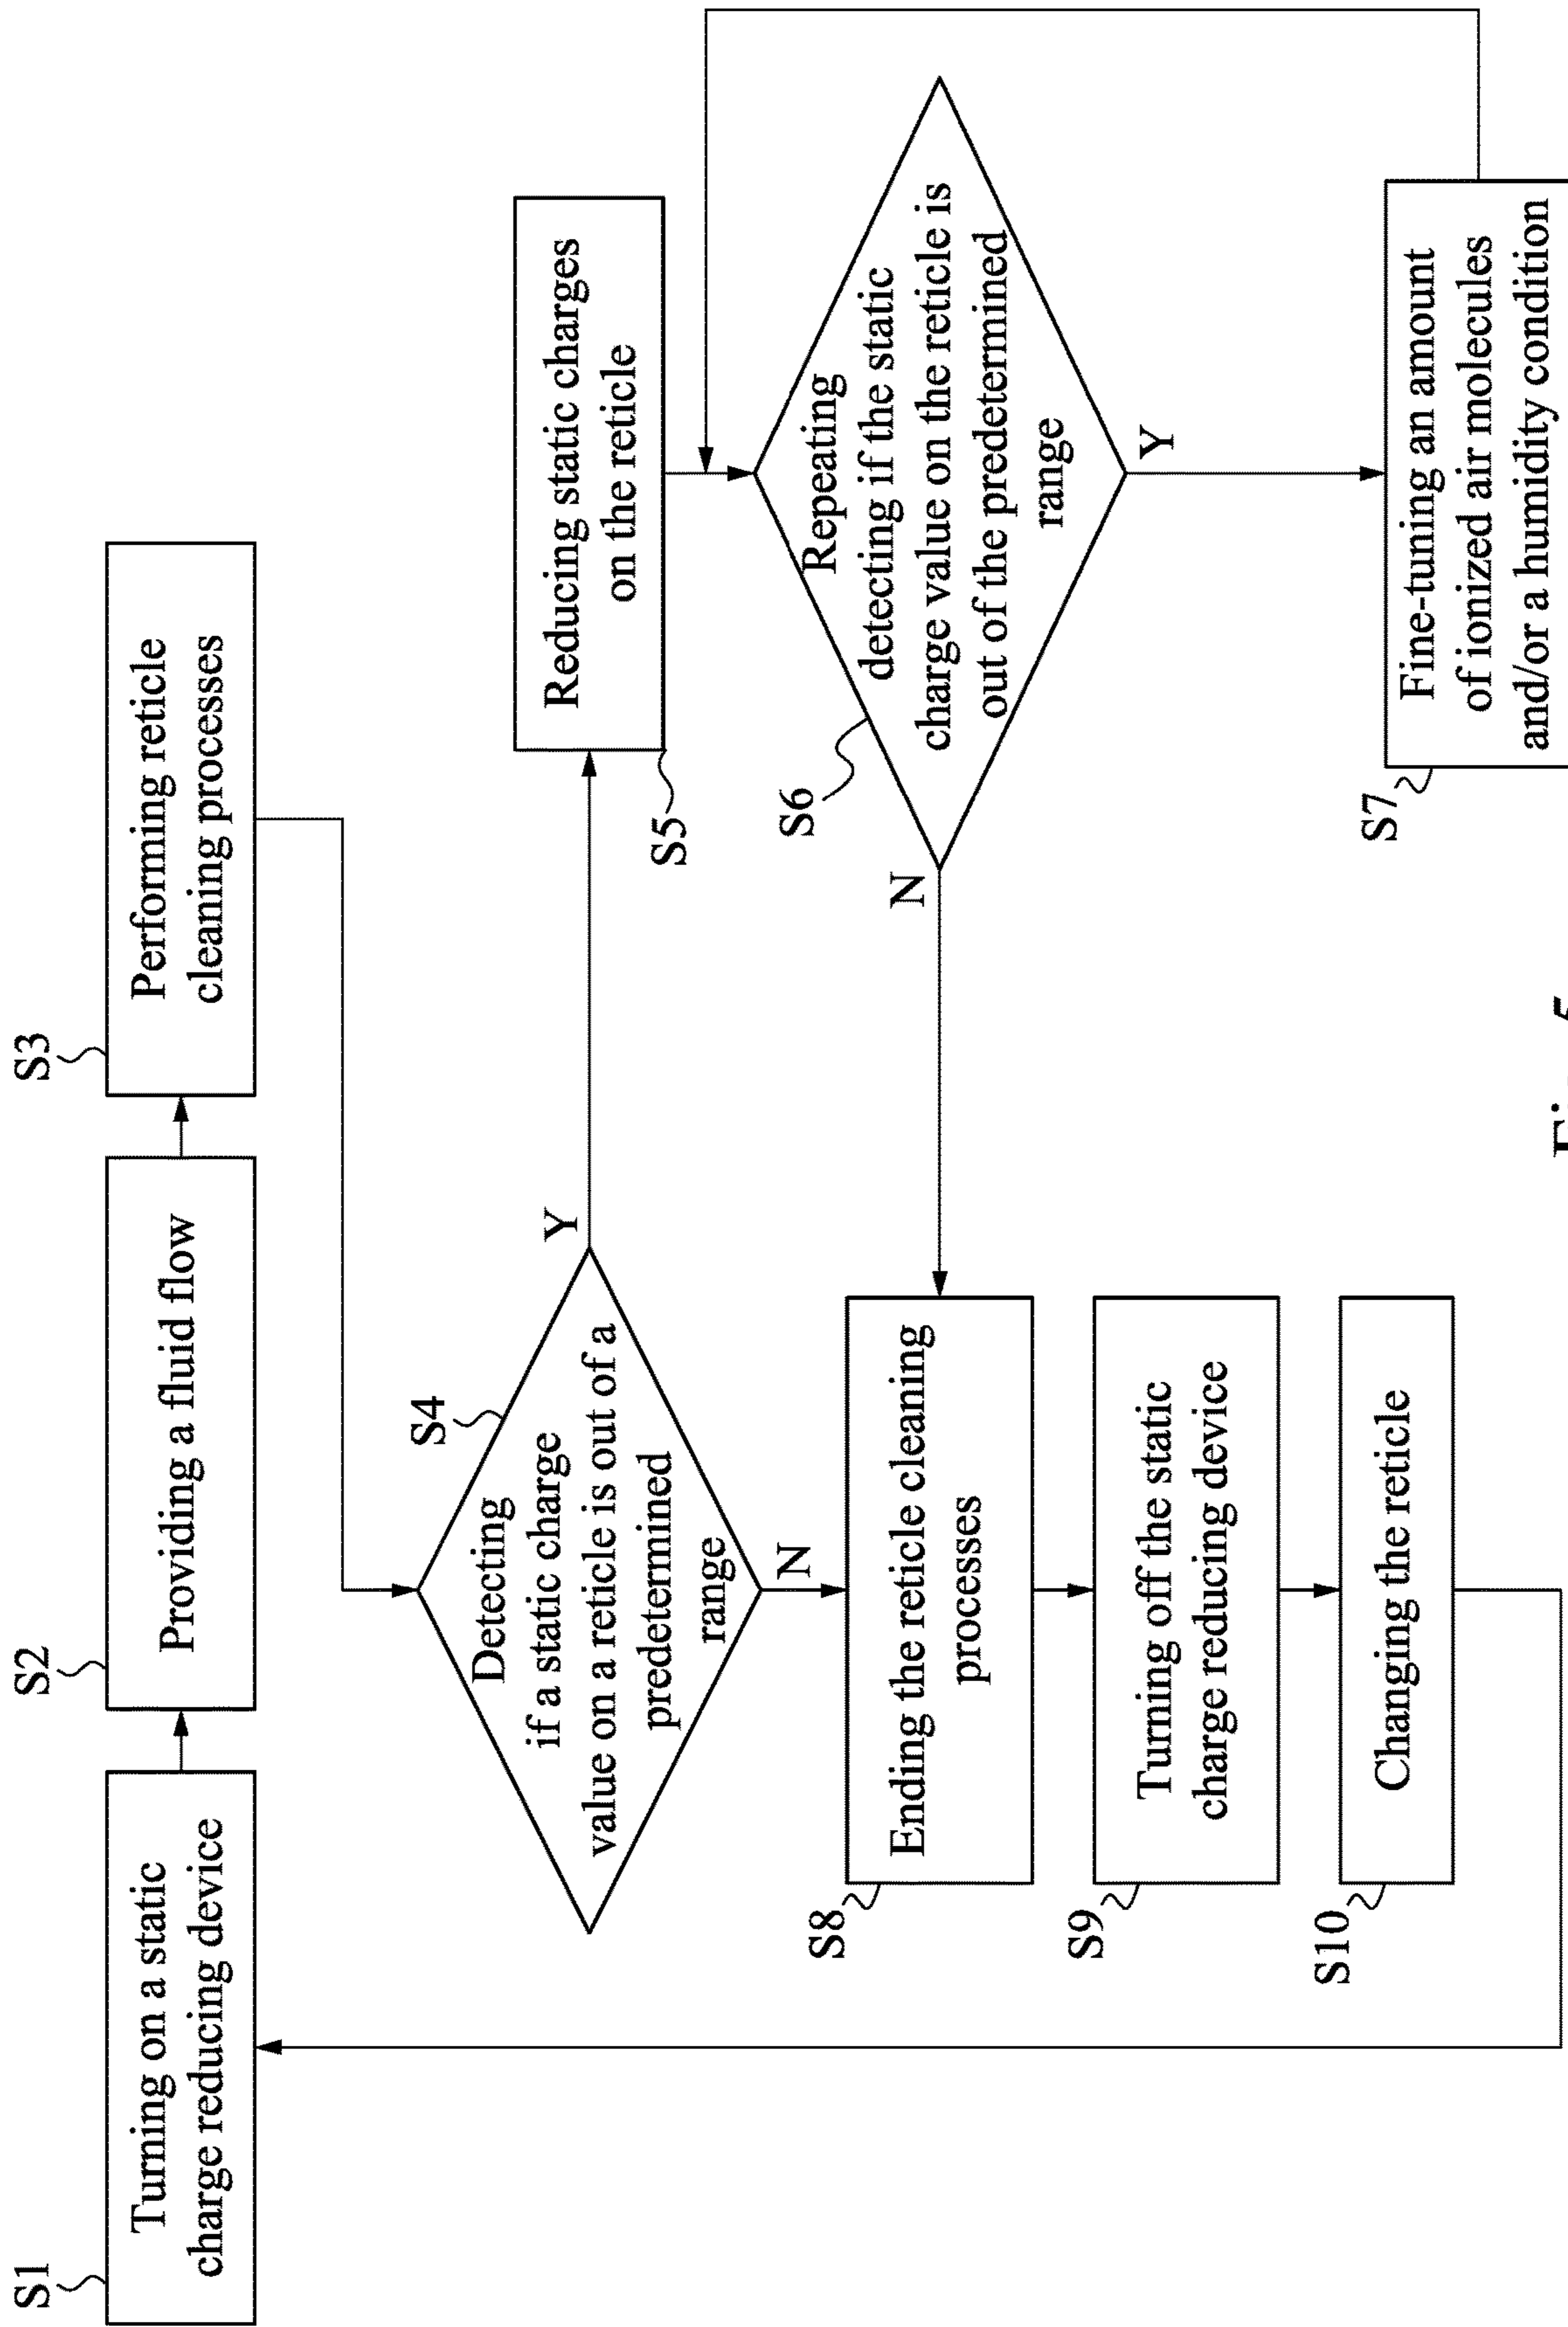 S1
Turning on a static
charge reducing device
S2
Providing a fluid flow
S3
Performing reticle
cleaning processes
S4
Detecting
if a static charge
value on a reticle is out of a
predetermined
range
Y
N
S5
Reducing static charges
on the reticle
S6
Repeating
detecting if the static
charge value on the reticle is
out of the predetermined
range
N
Y
S7
Fine-tuning an amount
of ionized air molecules
and/or a humidity condition
S8
Ending the reticle cleaning
processes
S9
Turning off the static
charge reducing device
S10
Changing the reticle